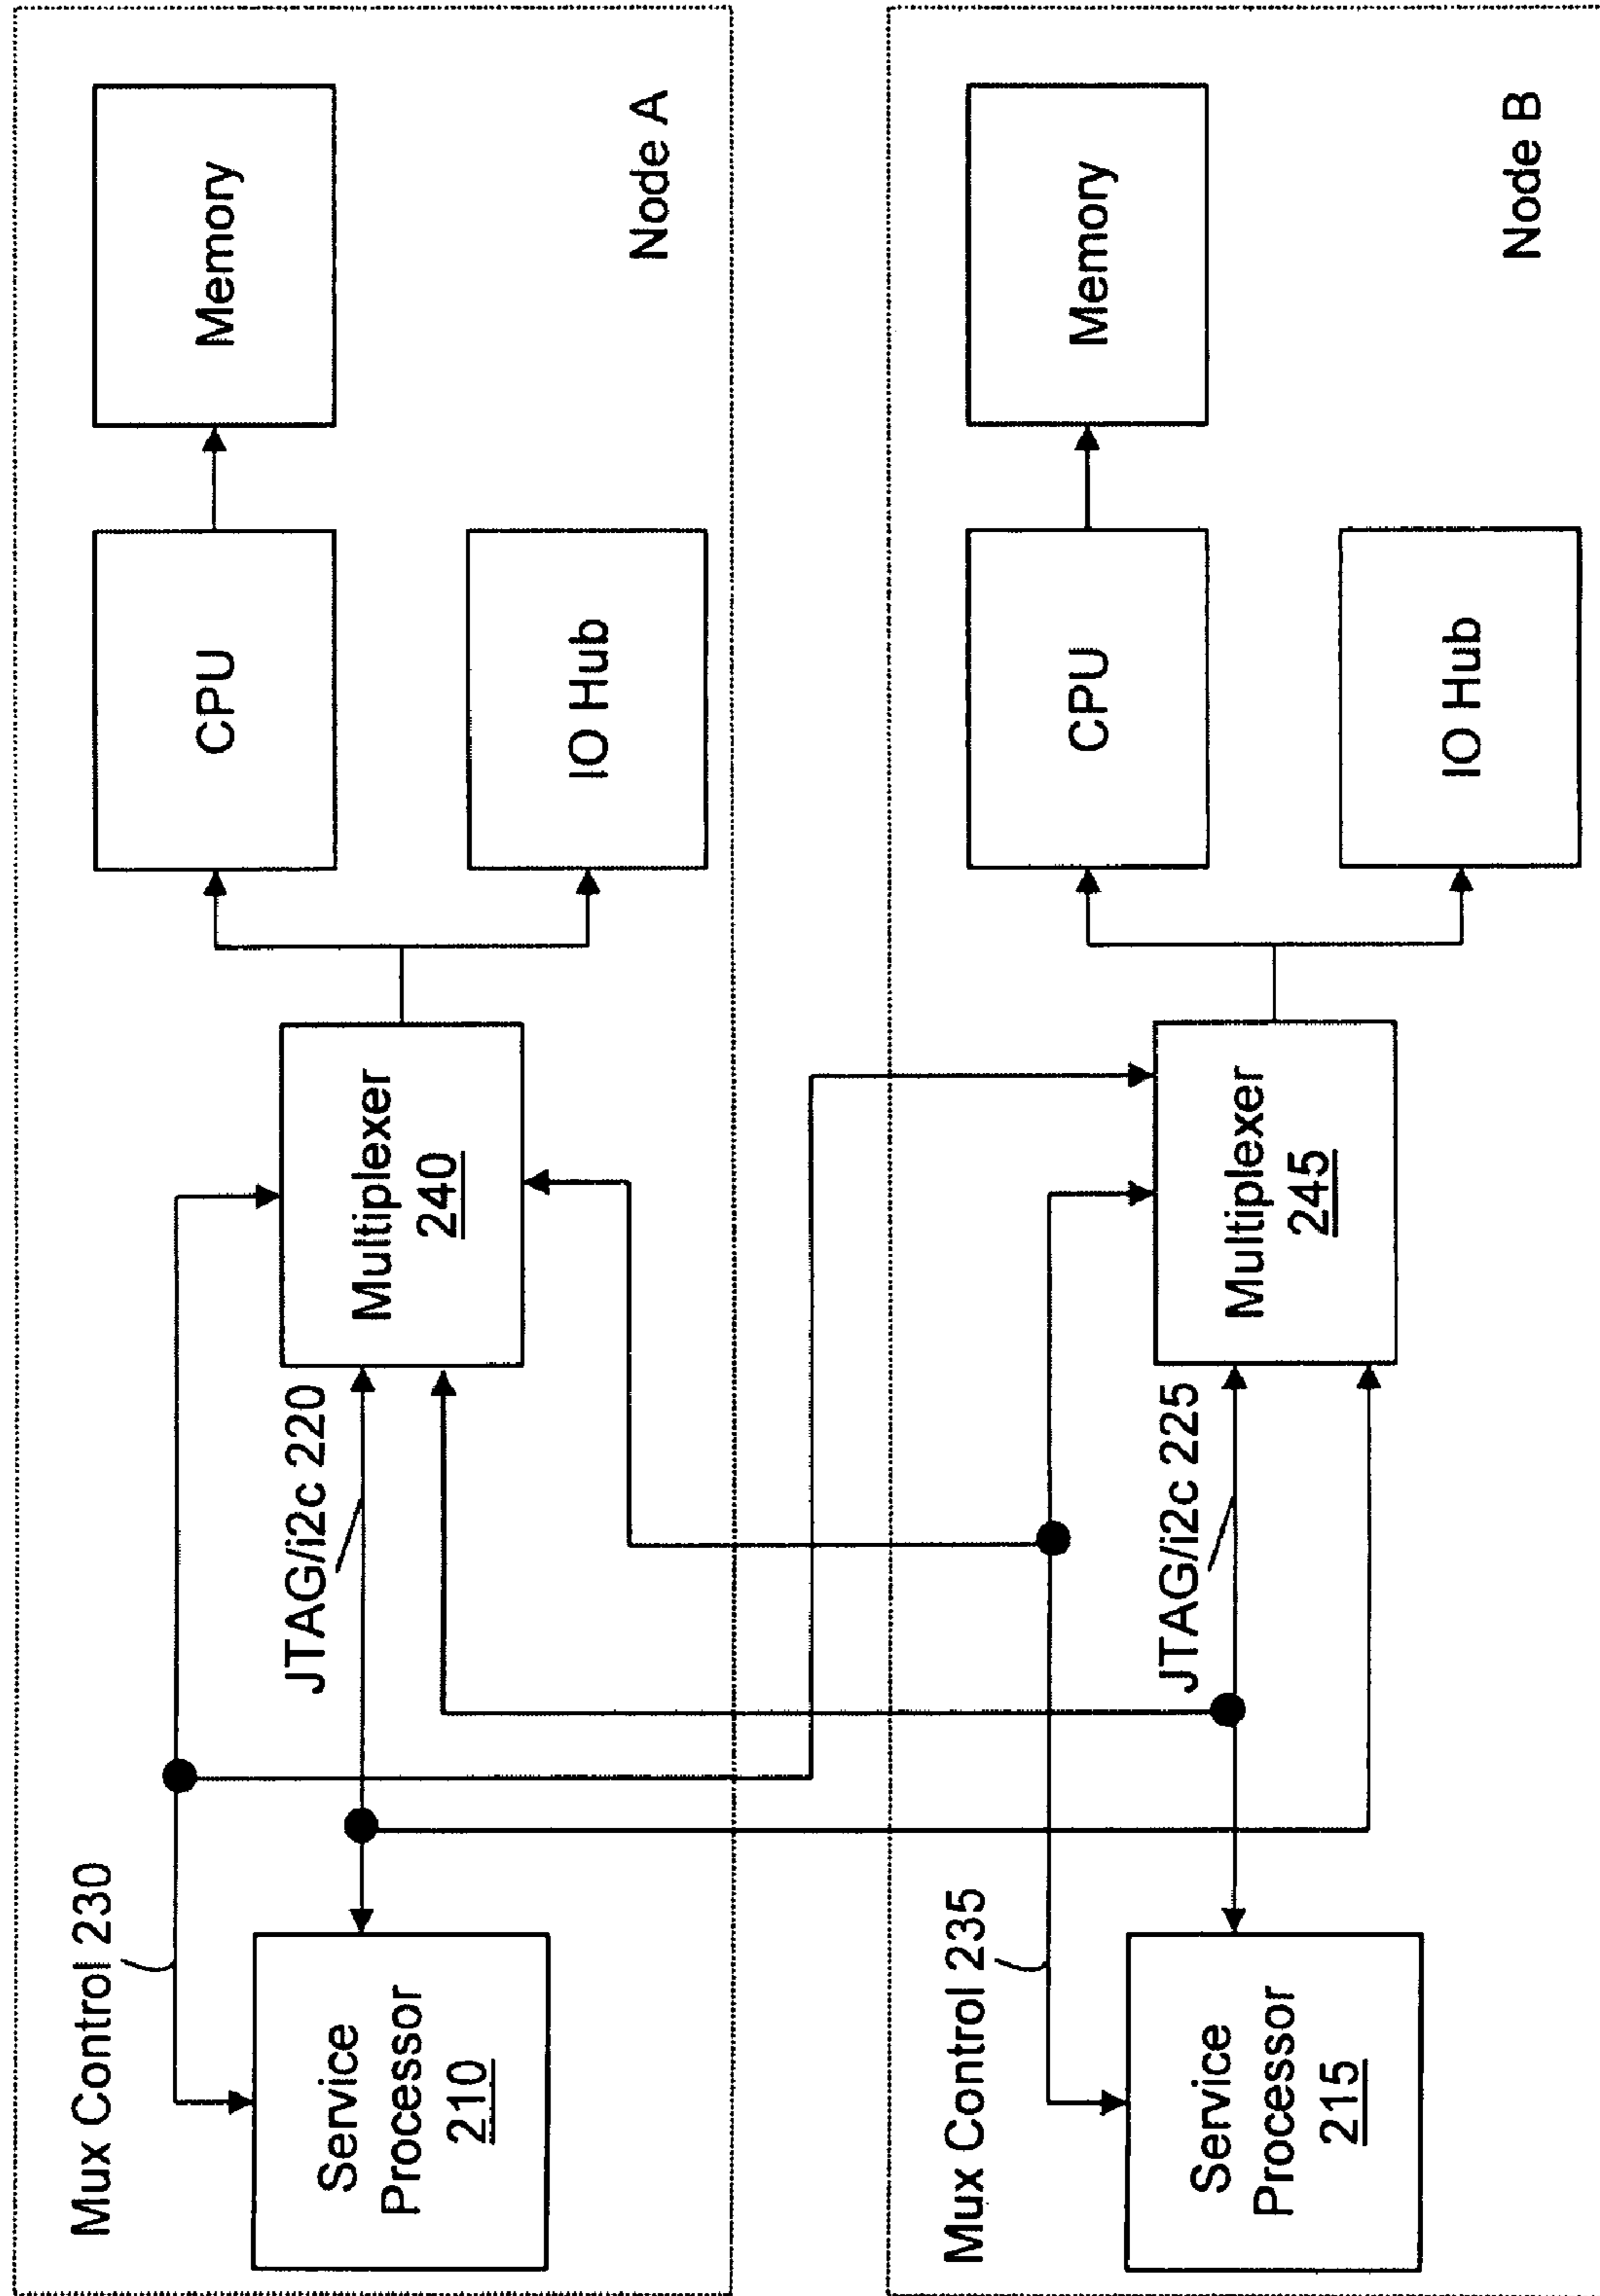 Mux Control 230
Service
Processor
210
JTAG/i2c 220
Multiplexer
240
CPU
Memory
IO Hub
Node A
Mux Control 235
Service
Processor
215
JTAG/i2c 225
Multiplexer
245
CPU
Memory
IO Hub
Node B